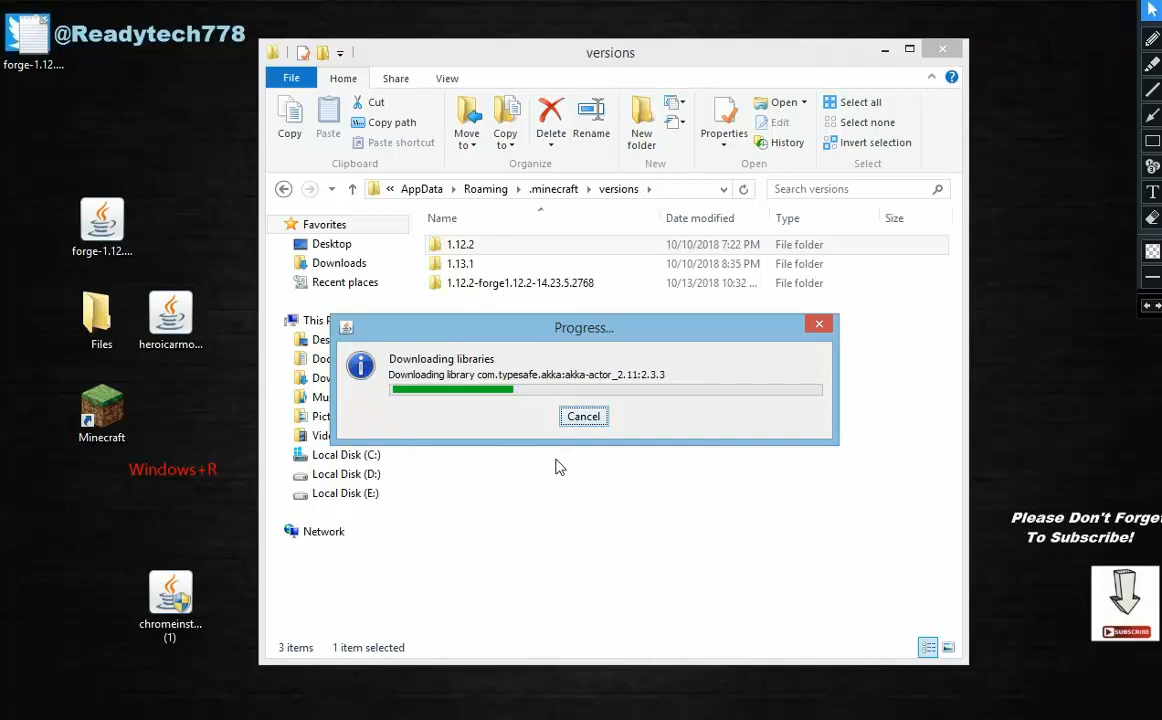 @Readytech778
forge-1.12....
versions
File
Home
Share
View
Copy
Paste
Cut
Copy path
Paste shortcut
Clipboard
Move to
Copy to
Delete
Rename
Organize
New folder
New
Properties
Open
Edit
History
Open
Select all
Select none
Invert selection
Select
« AppData
Roaming
.minecraft
versions
Search versions
Name
Date modified
Type
Size
Favorites
Desktop
Downloads
Recent places
1.12.2 10/10/2018 7:22 PM File folder
1.13.1 10/10/2018 8:35 PM File folder
1.12.2-forge1.12.2-14.23.5.2768 10/13/2018 10:32 ... File folder
This P
Des
Doc
Dov
Mu
Pict
Vide
Local Disk (C:)
Local Disk (D:)
Local Disk (E:)
Network
Progress...
Downloading libraries
Downloading library com.typesafe.akka:akka-actor_2.11:2.3.3
Cancel
forge-1.12....
Files
heroicarmo...
Minecraft
Windows+R
chromeinst...
(1)
3 items
1 item selected
Please Don't Forget
To Subscribe!
SUBSCRIBE
T